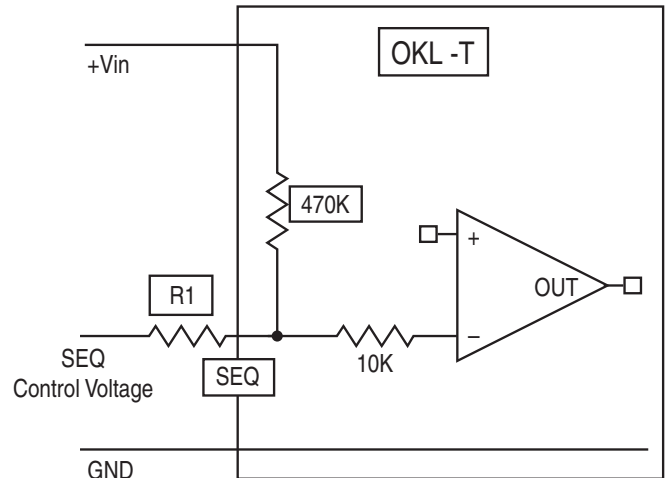 OKL -T
+Vin
470K
+
OUT
R1
−
10K
SEQ
Control Voltage
SEQ
GND